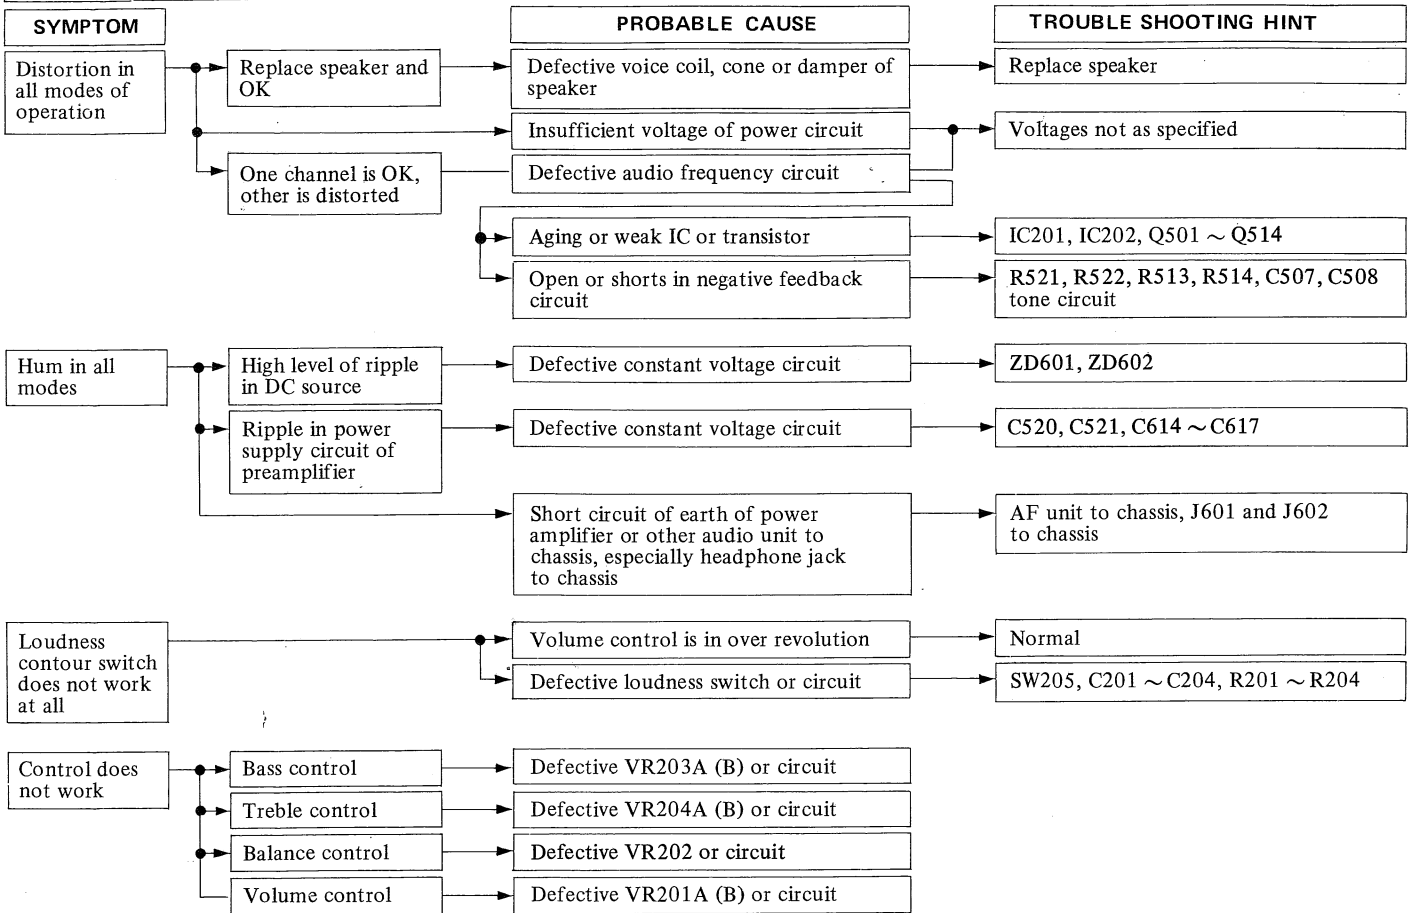 SYMPTOM
PROBABLE CAUSE
TROUBLE SHOOTING HINT
Distortion in
all modes of
operation
Replace speaker and
OK
Defective voice coil, cone or damper of
speaker
Replace speaker
Insufficient voltage of power circuit
Voltages not as specified
One channel is OK,
other is distorted
Defective audio frequency circuit
Aging or weak IC or transistor
IC201, IC202, Q501 ~ Q514
Open or shorts in negative feedback
circuit
R521, R522, R513, R514, C507, C508
tone circuit
Hum in all
modes
High level of ripple
in DC source
Defective constant voltage circuit
ZD601, ZD602
Ripple in power
supply circuit of
preamplifier
Defective constant voltage circuit
C520, C521, C614 ~ C617
Short circuit of earth of power
amplifier or other audio unit to
chassis, especially headphone jack
to chassis
AF unit to chassis, J601 and J602
to chassis
Loudness
contour switch
does not work
at all
Volume control is in over revolution
Normal
Defective loudness switch or circuit
SW205, C201 ~ C204, R201 ~ R204
Control does
not work
Bass control
Defective VR203A (B) or circuit
Treble control
Defective VR204A (B) or circuit
Balance control
Defective VR202 or circuit
Volume control
Defective VR201A (B) or circuit